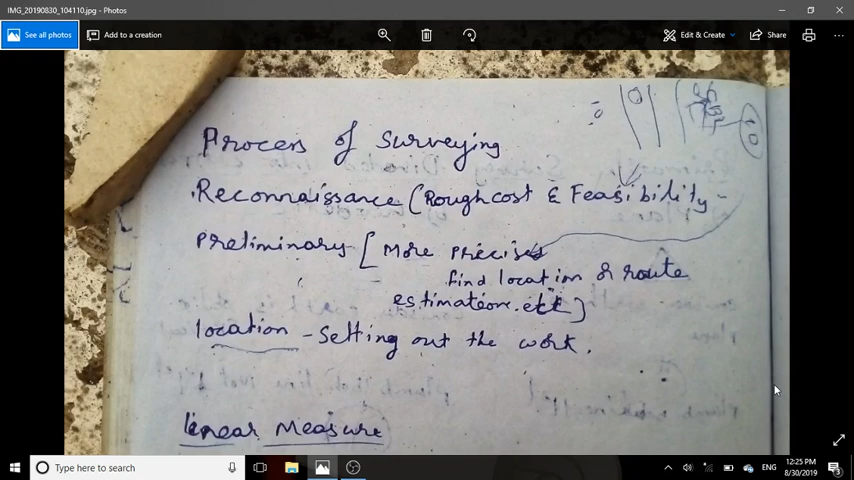 IMG_20190830_104110.jpg - Photos
See all photos
Add to a creation
Edit & Create
Share
Process of Surveying
Reconnaissance (Rough cost & Feasibility -
Preliminary [More Precise
find location & route
estimation. etc]
location - Setting out the work.
linear Measure
Type here to search
ENG
12:25 PM
8/30/2019